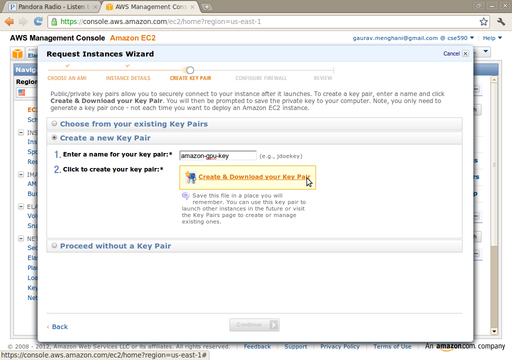 Pandora Radio - Listen t
AWS Management Consol
https://console.aws.amazon.com/ec2/home?region=us-east-1
AWS Management Console Amazon EC2
gaurav.menghani@gmail.com @ cse590 Help
Request Instances Wizard
Cancel
CHOOSE AN AMI INSTANCE DETAILS CREATE KEY PAIR CONFIGURE FIREWALL REVIEW
Public/private key pairs allow you to securely connect to your instance after it launches. To create a key pair, enter a name and click
Create & Download your Key Pair. You will then be prompted to save the private key to your computer. Note, you only need to
generate a key pair once - not each time you want to deploy an Amazon EC2 instance.
Choose from your existing Key Pairs
Create a new Key Pair
1. Enter a name for your key pair:* amazon-gpu-key (e.g., jdoekey)
2. Click to create your key pair:* Create & Download your Key Pair
Save this file in a place you will
remember. You can use this key pair to
launch other instances in the future or visit
the Key Pairs page to create or manage
existing ones.
Proceed without a Key Pair
Back
Continue
Navig
Regio
© 2008 - 2012, Amazon Web Services LLC or its affiliates. All rights reserved. Feedback Support Privacy Policy Terms of Use An amazon.com company
https://console.aws.amazon.com/ec2/home?region=us-east-1#